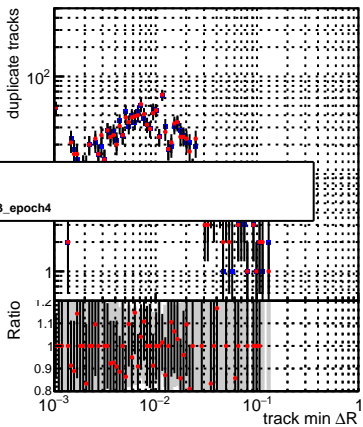 duplicate tracks
10²
3_epoch4
1
Ratio
1.2
1.1
1
0.9
0.8
10⁻³
10⁻²
10⁻¹
1
track min ΔR